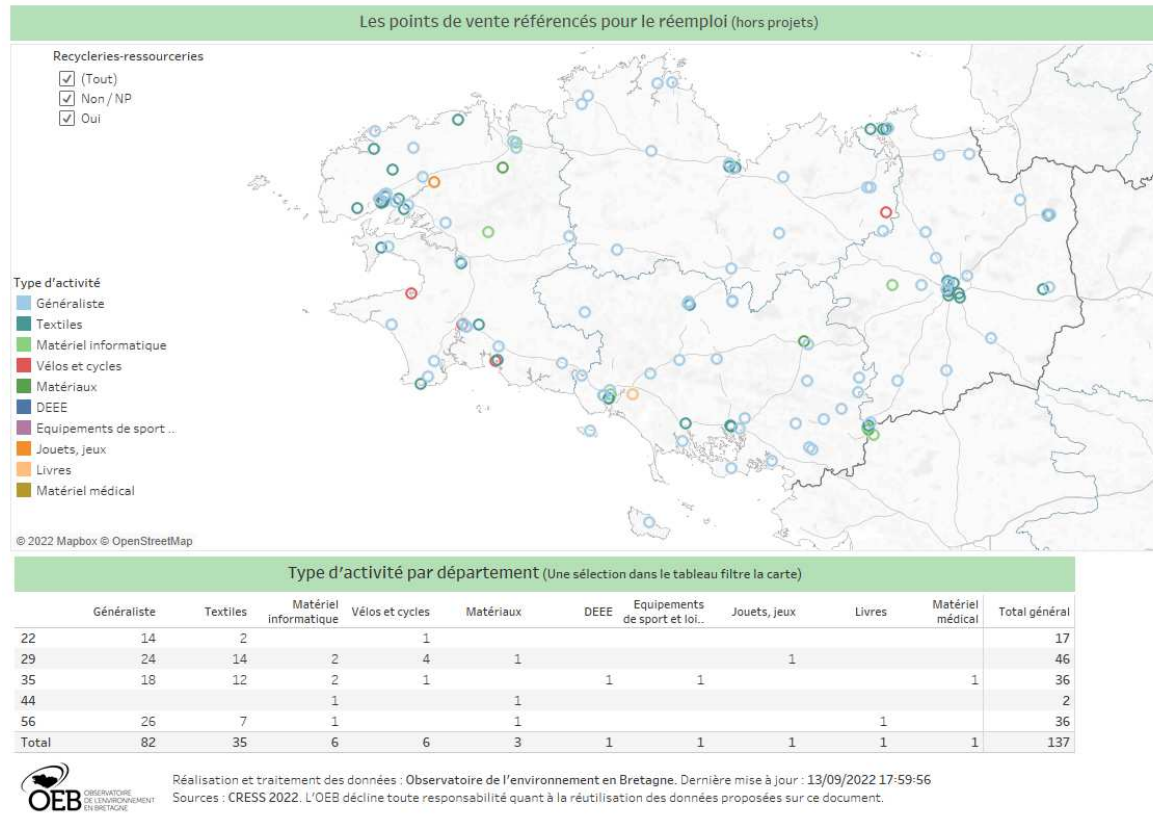 Les points de vente référencés pour le réemploi (hors projets)
Recycleries-ressourceries
(Tout)
Non / NP
Oui
Type d'activité
Généraliste
Textiles
Matériel informatique
Vélos et cycles
Matériaux
DEEE
Equipements de sport ..
Jouets, jeux
Livres
Matériel médical
© 2022 Mapbox © OpenStreetMap
Type d'activité par département (Une sélection dans le tableau filtre la carte)
Généraliste Textiles Matériel informatique Vélos et cycles Matériaux DEEE Equipements de sport et loi.. Jouets, jeux Livres Matériel médical Total général
22 14 2 1 17
29 24 14 2 4 1 1 46
35 18 12 2 1 1 1 1 36
44 1 1 2
56 26 7 1 1 1 36
Total 82 35 6 6 3 1 1 1 1 1 137
OEB OBSERVATOIRE DE L'ENVIRONNEMENT EN BRETAGNE
Réalisation et traitement des données : Observatoire de l'environnement en Bretagne. Dernière mise à jour : 13/09/2022 17:59:56
Sources : CRESS 2022. L'OEB décline toute responsabilité quant à la réutilisation des données proposées sur ce document.